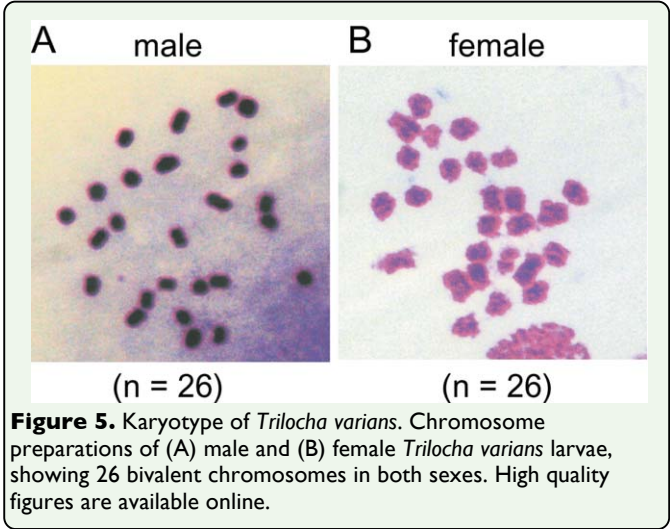 A male
B female
(n = 26)
(n = 26)
Figure 5. Karyotype of Trilocha varians. Chromosome
preparations of (A) male and (B) female Trilocha varians larvae,
showing 26 bivalent chromosomes in both sexes. High quality
figures are available online.